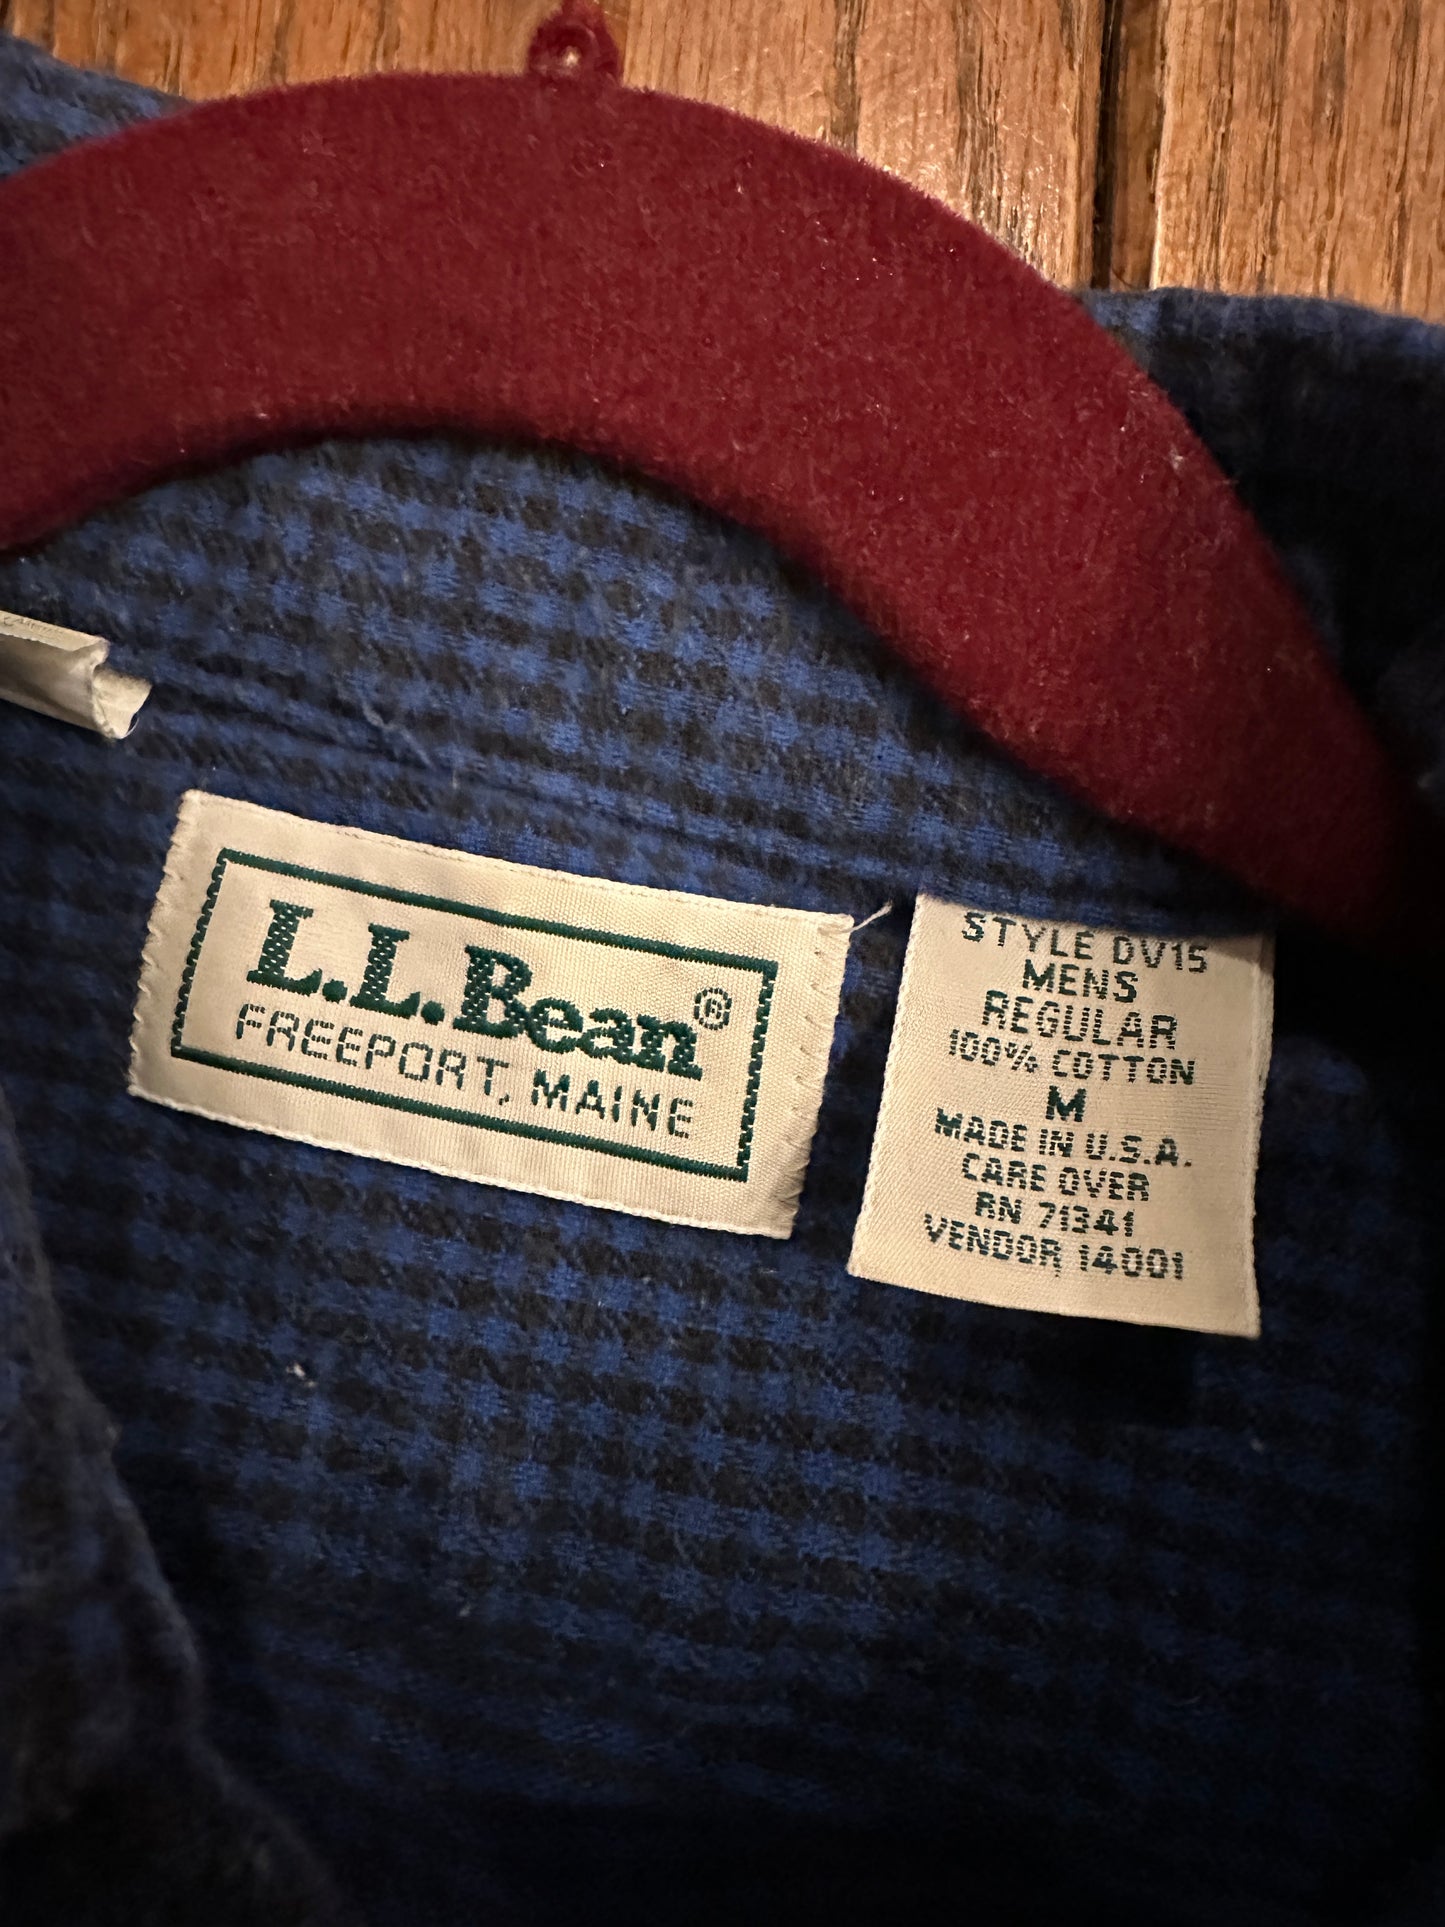 L.L.Bean®
FREEPORT, MAINE
STYLE DV15
MENS
REGULAR
100% COTTON
M
MADE IN U.S.A.
CARE OVER
RN 71341
VENDOR 14001